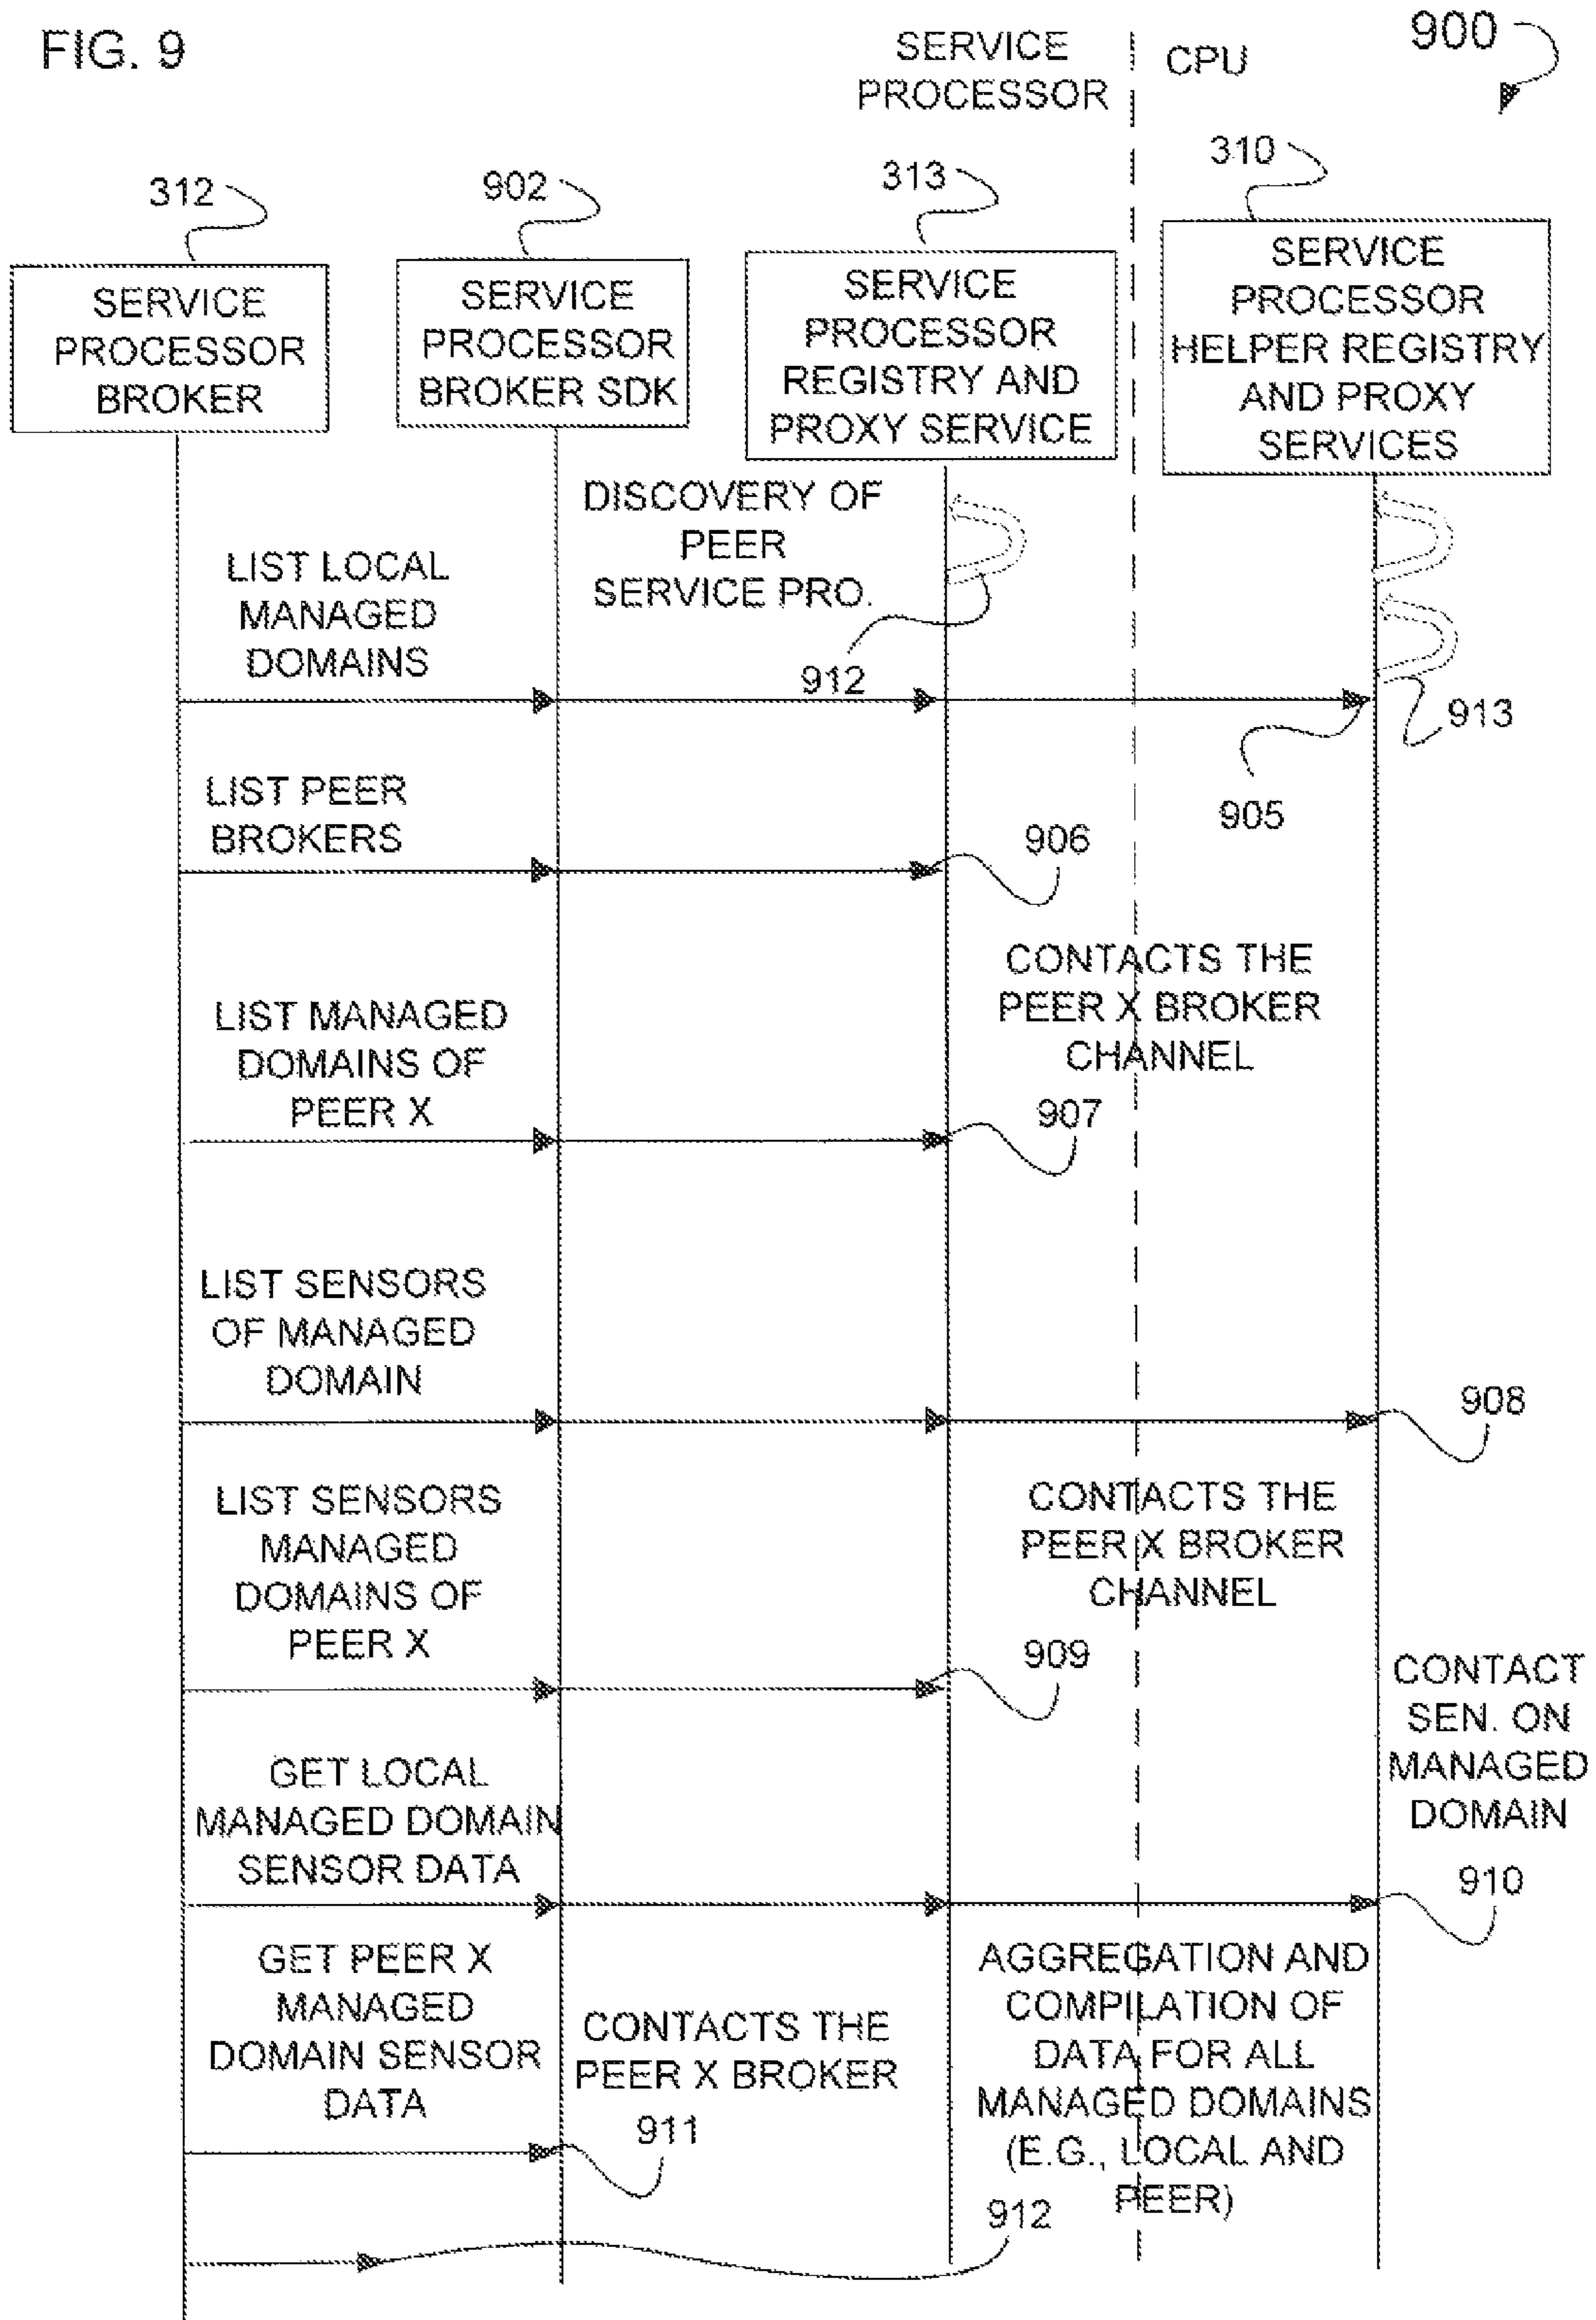 FIG. 9
SERVICE
PROCESSOR
CPU
900
312
902
313
310
SERVICE
PROCESSOR
BROKER
SERVICE
PROCESSOR
BROKER SDK
SERVICE
PROCESSOR
REGISTRY AND
PROXY SERVICE
SERVICE
PROCESSOR
HELPER REGISTRY
AND PROXY
SERVICES
DISCOVERY OF
PEER
SERVICE PRO.
912
LIST LOCAL
MANAGED
DOMAINS
913
905
LIST PEER
BROKERS
906
CONTACTS THE
PEER X BROKER
CHANNEL
LIST MANAGED
DOMAINS OF
PEER X
907
LIST SENSORS
OF MANAGED
DOMAIN
908
LIST SENSORS
MANAGED
DOMAINS OF
PEER X
CONTACTS THE
PEER X BROKER
CHANNEL
909
CONTACT
SEN. ON
MANAGED
DOMAIN
GET LOCAL
MANAGED DOMAIN
SENSOR DATA
910
GET PEER X
MANAGED
DOMAIN SENSOR
DATA
CONTACTS THE
PEER X BROKER
911
AGGREGATION AND
COMPILATION OF
DATA FOR ALL
MANAGED DOMAINS
(E.G., LOCAL AND
PEER)
912